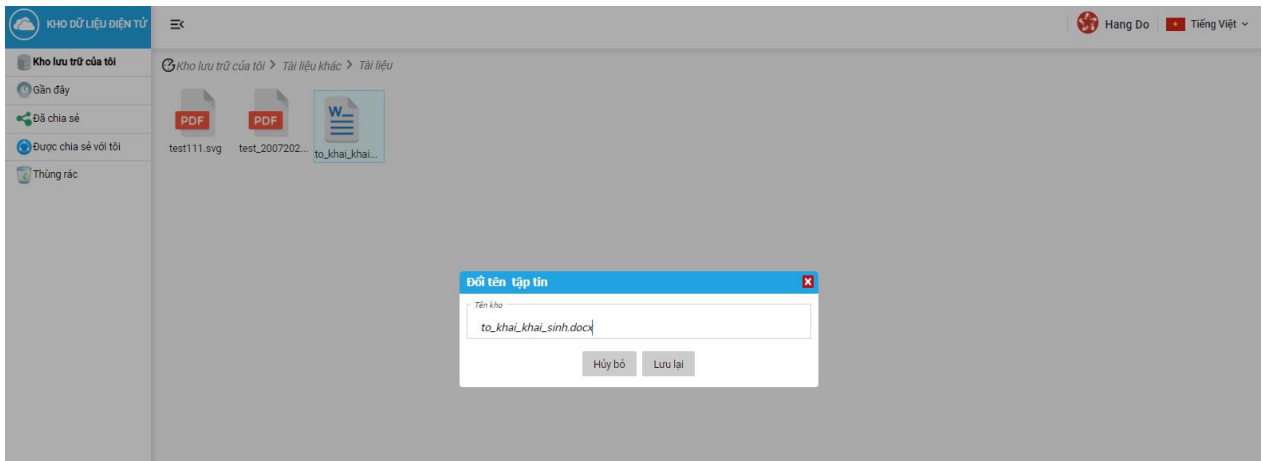 KHO DỮ LIỆU ĐIỆN TỬ
Hang Do
Tiếng Việt
Kho lưu trữ của tôi
Gần đây
Đã chia sẻ
Được chia sẻ với tôi
Thùng rác
Kho lưu trữ của tôi > Tài liệu khác > Tài liệu
PDF PDF W
test111.svg test_2007202... to_khai_khai...
Đổi tên tập tin
Tên kho
to_khai_khai_sinh.docx
Hủy bỏ Lưu lại